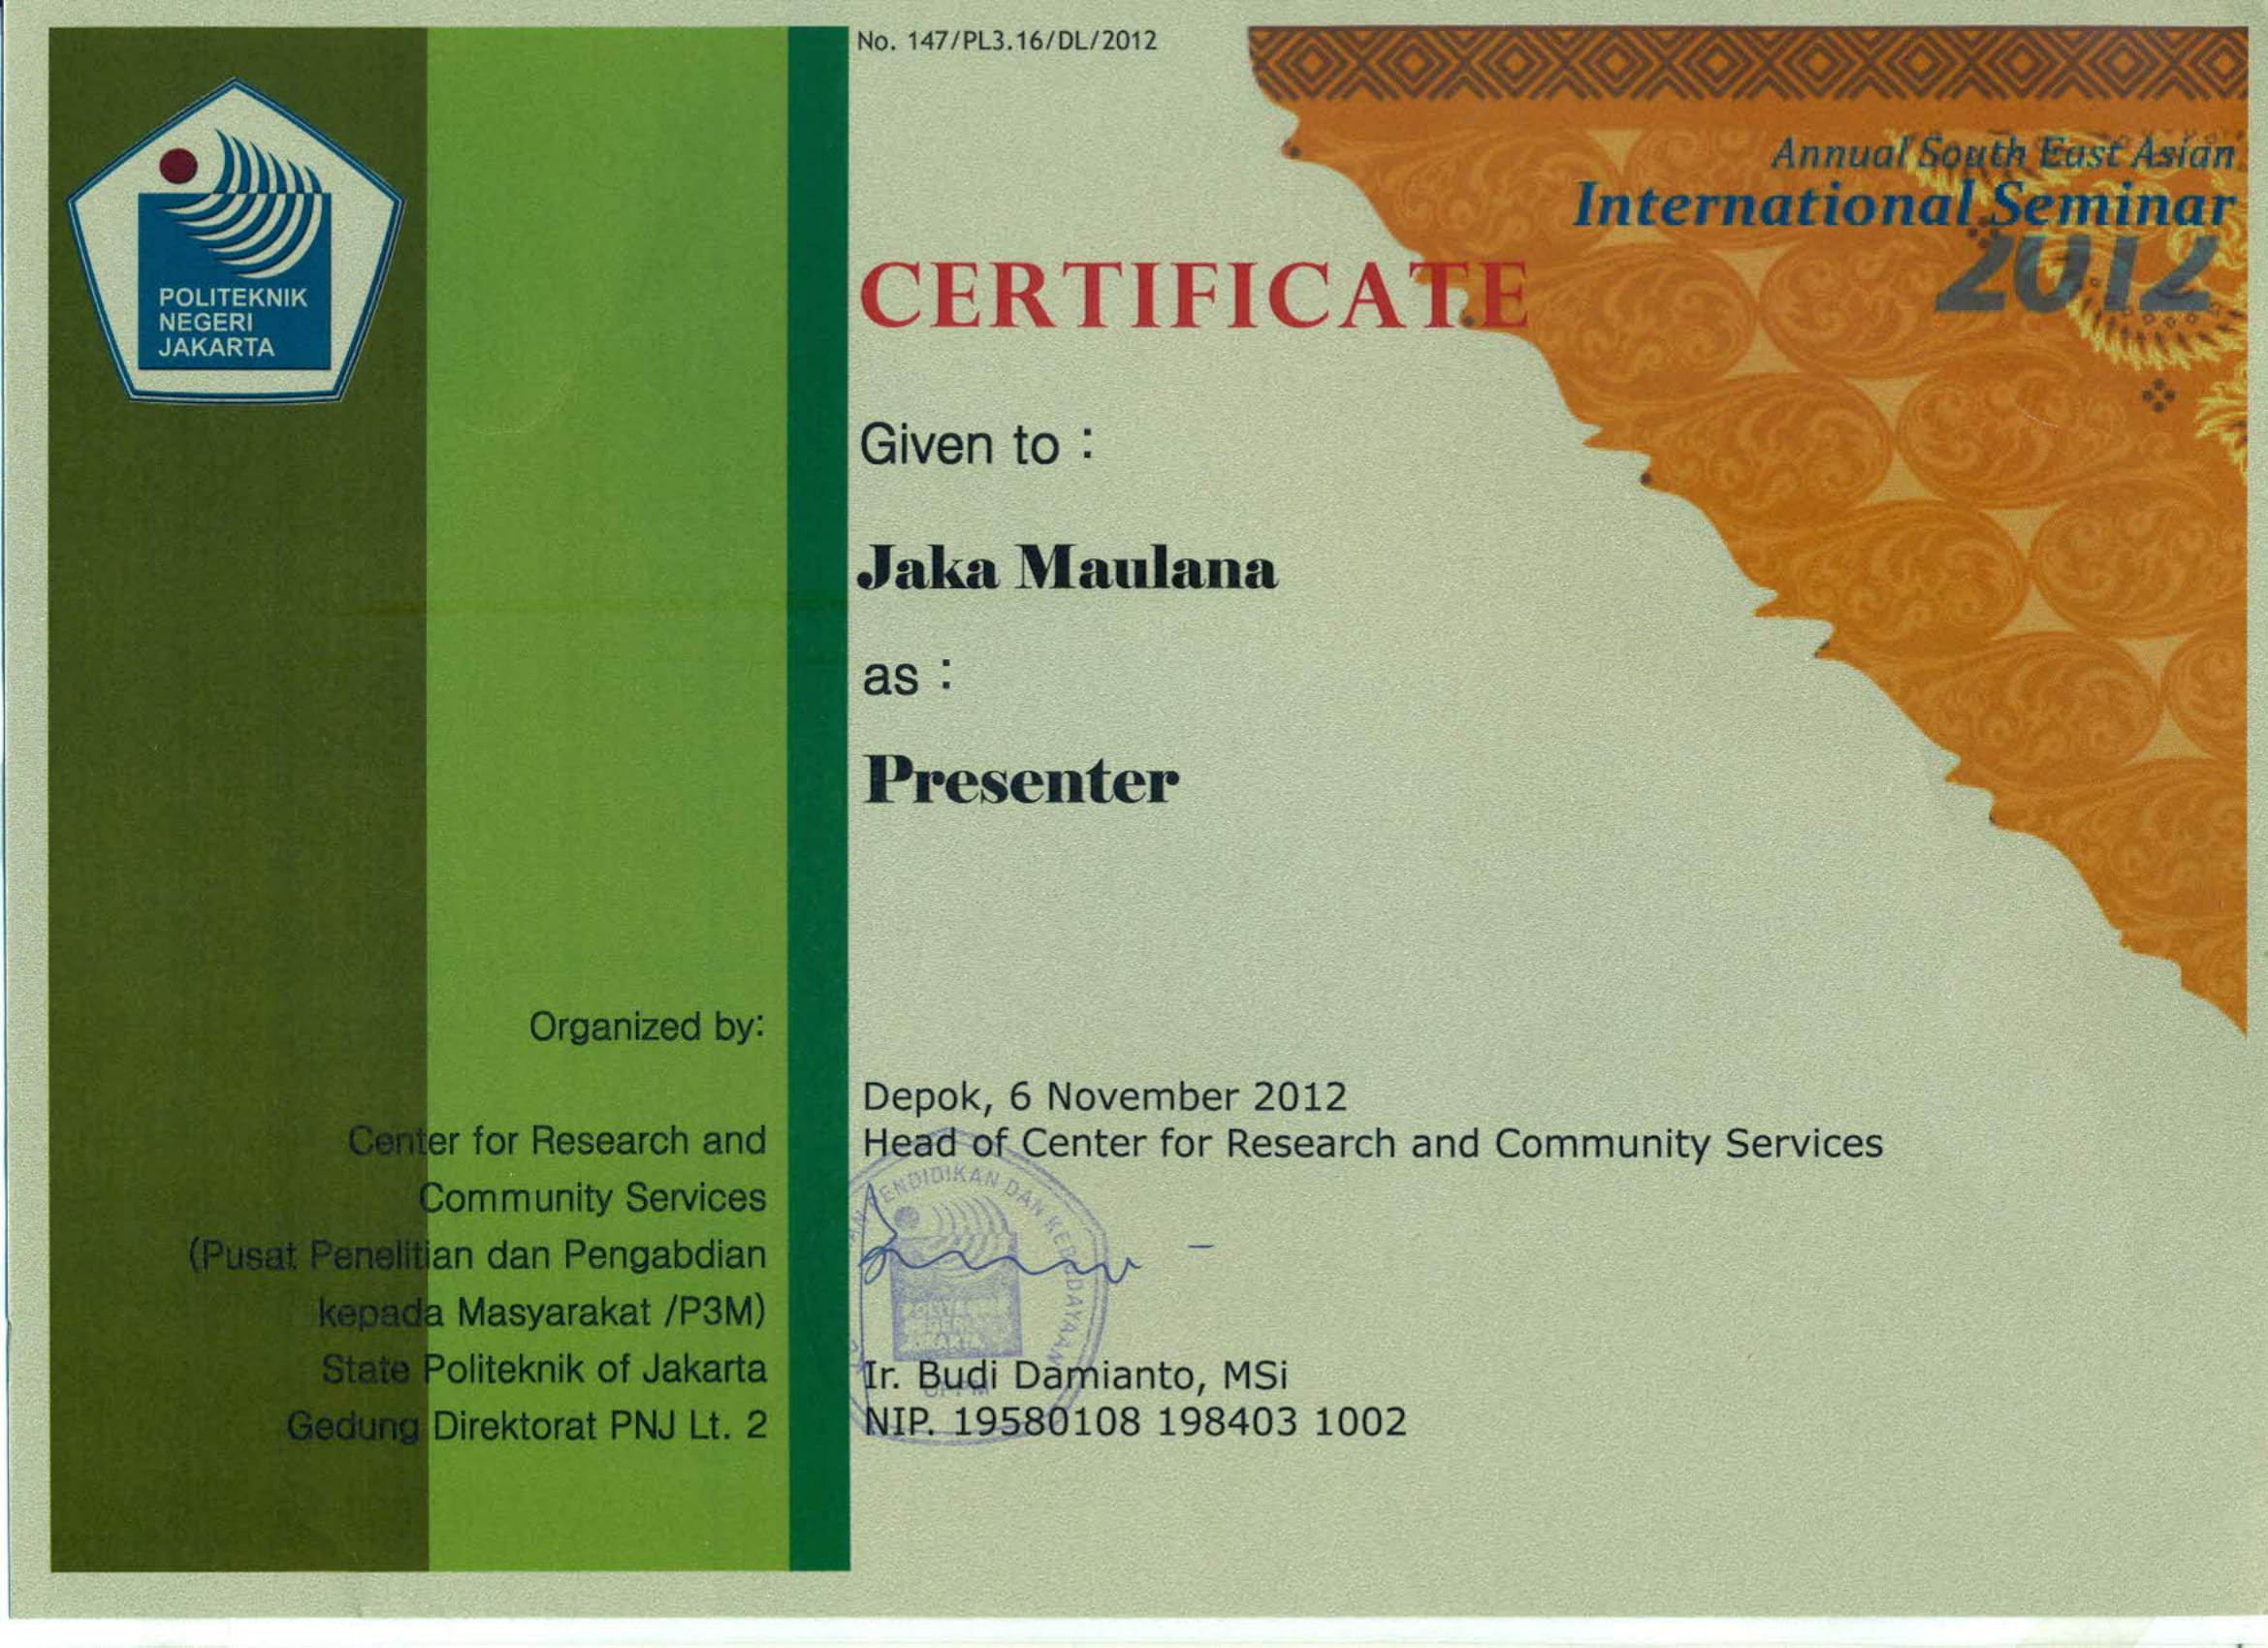 No. 147/PL3.16/DL/2012
POLITEKNIK
NEGERI
JAKARTA
Annual South East Asian
International Seminar
2012
CERTIFICATE
Given to :
Jaka Maulana
as :
Presenter
Organized by:
Center for Research and
Community Services
(Pusat Penelitian dan Pengabdian
kepada Masyarakat /P3M)
State Politeknik of Jakarta
Gedung Direktorat PNJ Lt. 2
Depok, 6 November 2012
Head of Center for Research and Community Services
PENDIDIKAN DAN KEBUDAYAAN
POLITEKNIK
NEGERI
JAKARTA
Ir. Budi Damianto, MSi
NIP. 19580108 198403 1002